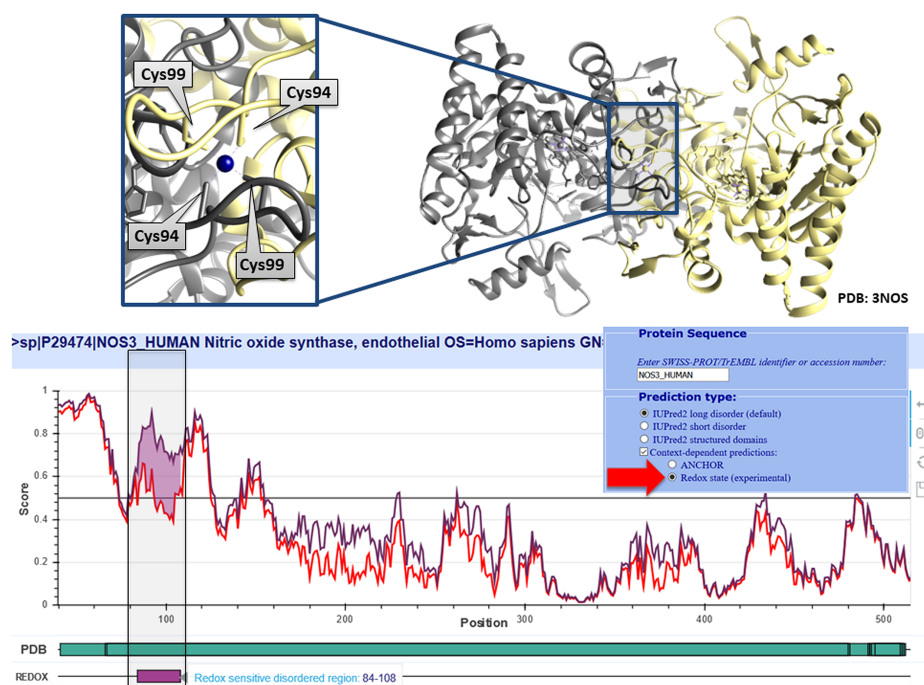 Cys99
Cys94
Cys94
Cys99
PDB: 3NOS
>sp|P29474|NOS3_HUMAN Nitric oxide synthase, endothelial OS=Homo sapiens GN=
Protein Sequence
Enter SWISS-PROT/TrEMBL identifier or accession number:
NOS3_HUMAN
Prediction type:
IUPred2 long disorder (default)
IUPred2 short disorder
IUPred2 structured domains
Context-dependent predictions:
ANCHOR
Redox state (experimental)
1
0.8
0.6
0.4
0.2
0
Score
100
200
300
400
500
Position
PDB
REDOX
Redox sensitive disordered region: 84-108